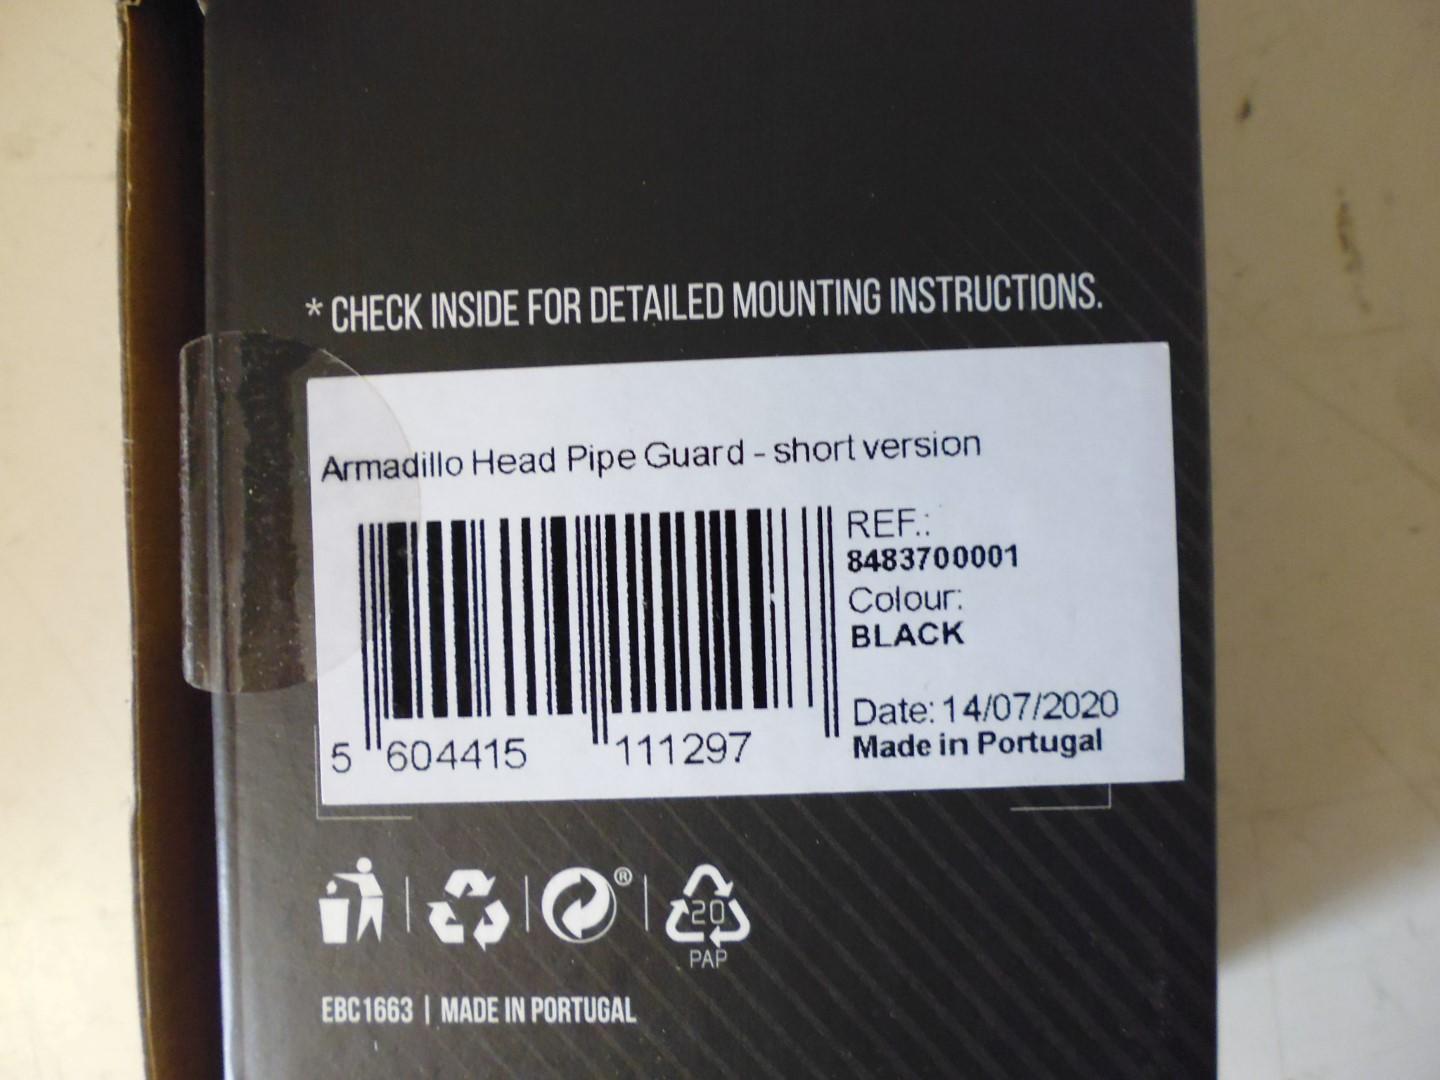 * CHECK INSIDE FOR DETAILED MOUNTING INSTRUCTIONS.
Armadillo Head Pipe Guard - short version
REF.:
8483700001
Colour:
BLACK
Date: 14/07/2020
Made in Portugal
5 604415 111297
®
20
PAP
EBC1663 | MADE IN PORTUGAL